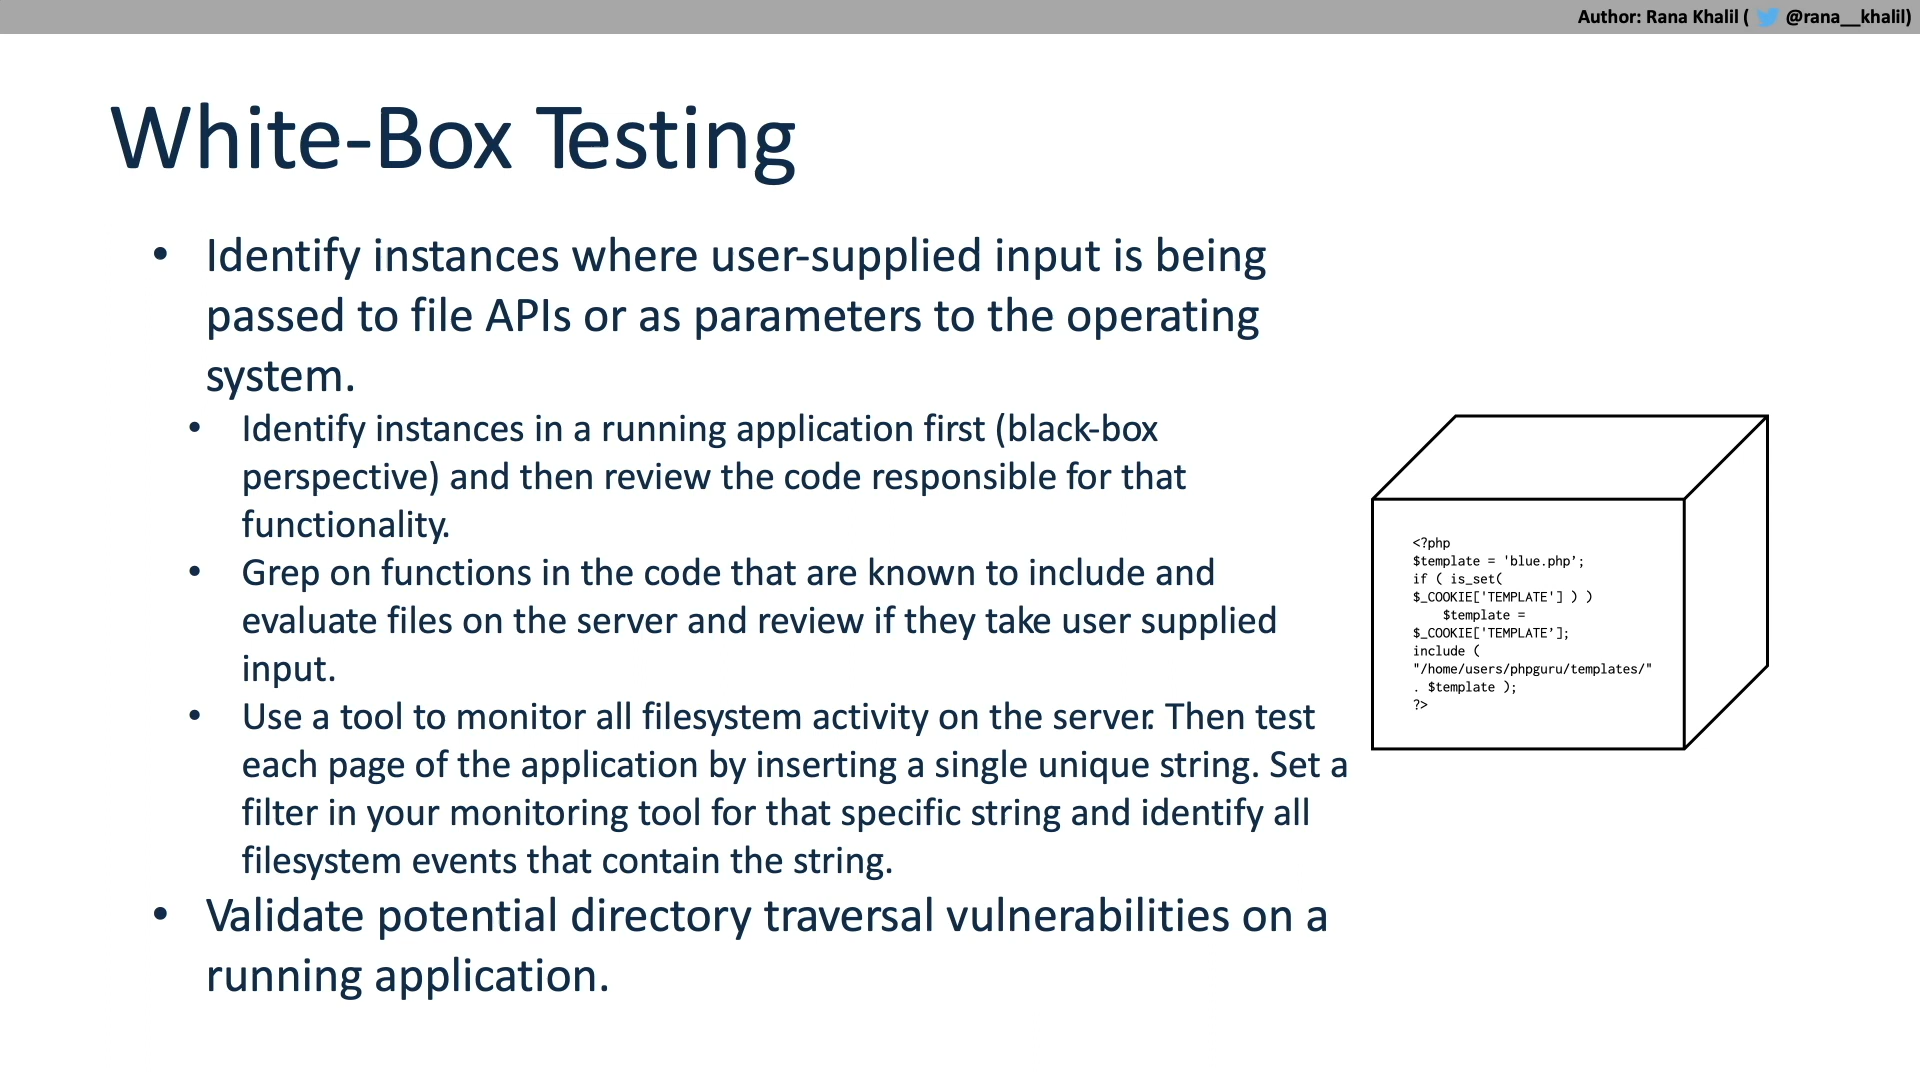 Author: Rana Khalil ( @rana__khalil)
White-Box Testing
• Identify instances where user-supplied input is being
passed to file APIs or as parameters to the operating
system.
• Identify instances in a running application first (black-box
perspective) and then review the code responsible for that
functionality.
• Grep on functions in the code that are known to include and
evaluate files on the server and review if they take user supplied
input.
• Use a tool to monitor all filesystem activity on the server. Then test
each page of the application by inserting a single unique string. Set a
filter in your monitoring tool for that specific string and identify all
filesystem events that contain the string.
• Validate potential directory traversal vulnerabilities on a
running application.
<?php
$template = 'blue.php’;
if ( is_set(
$_COOKIE['TEMPLATE'] ) )
    $template =
$_COOKIE['TEMPLATE’];
include (
"/home/users/phpguru/templates/"
. $template );
?>